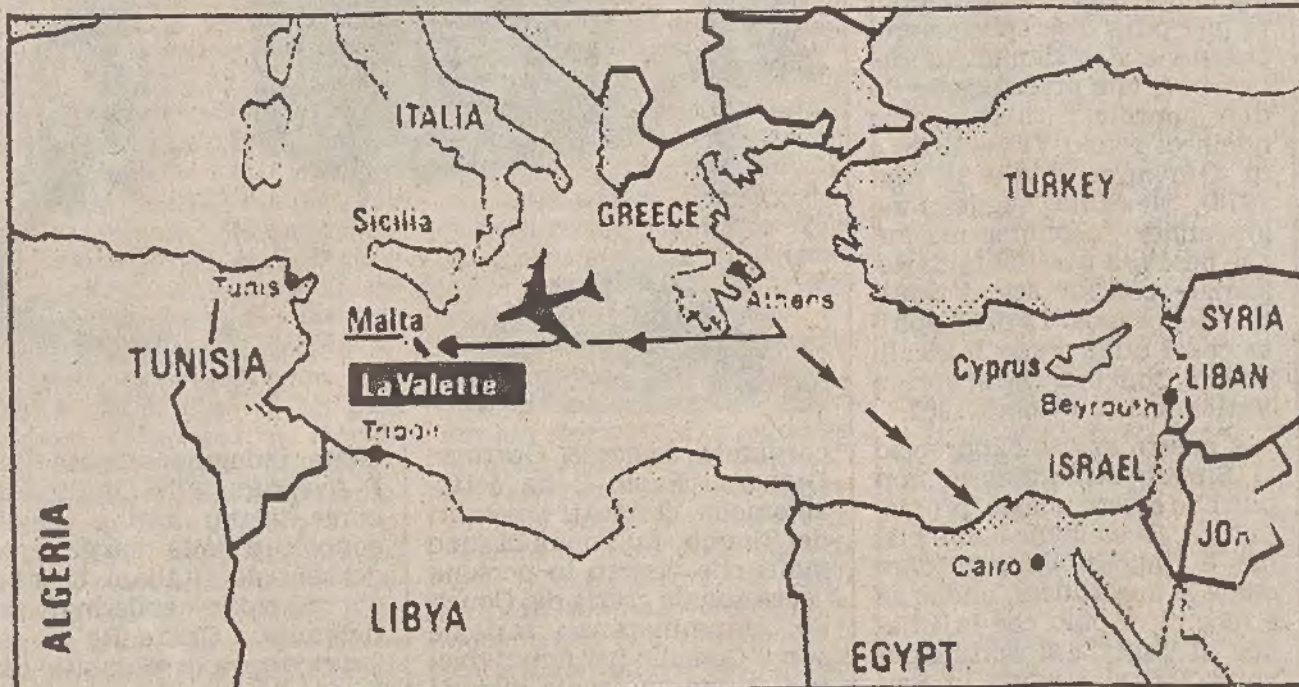 ITALIA
TURKEY
Sicilia
GREECE
Tunis
Athens
SYRIA
Malta
TUNISIA
Cyprus
LIBAN
La Valette
Beyrouth
ISRAEL
JOR
Cairo
ALGERIA
LIBYA
EGYPT